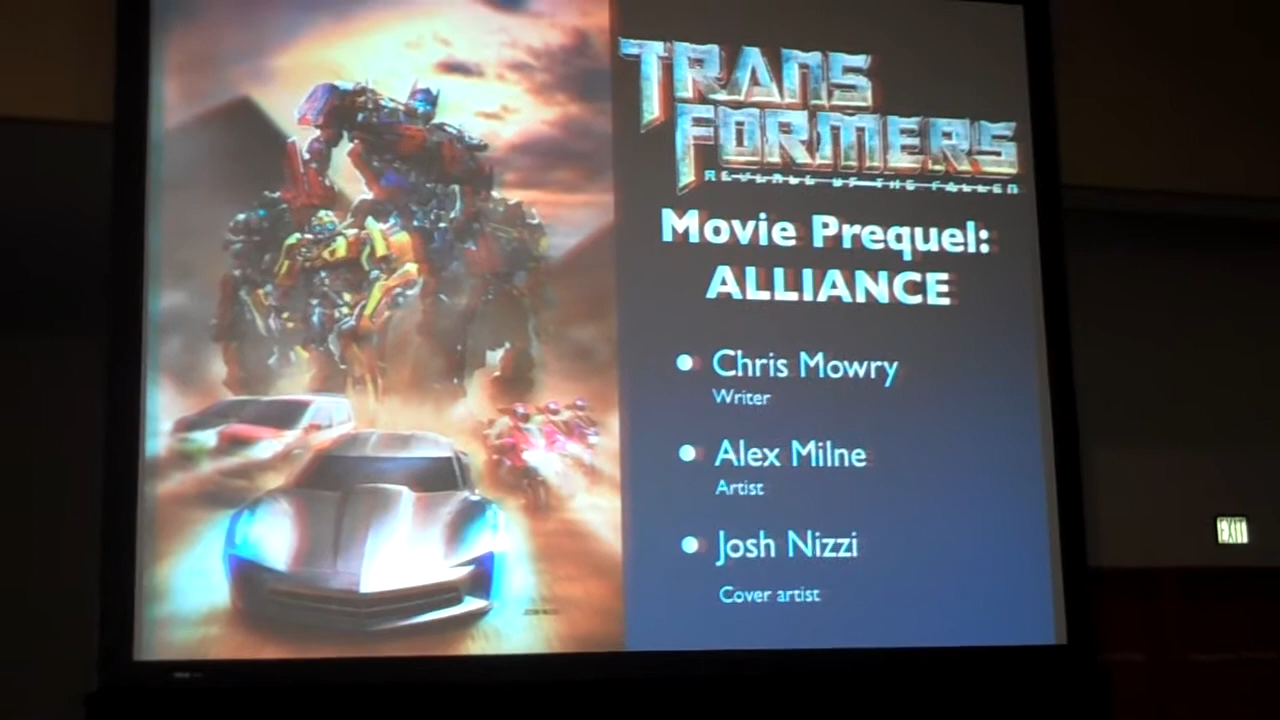 TRANS
FORMERS
REVENGE OF THE FALLEN
Movie Prequel:
ALLIANCE
Chris Mowry
Writer
Alex Milne
Artist
Josh Nizzi
Cover artist
EXIT